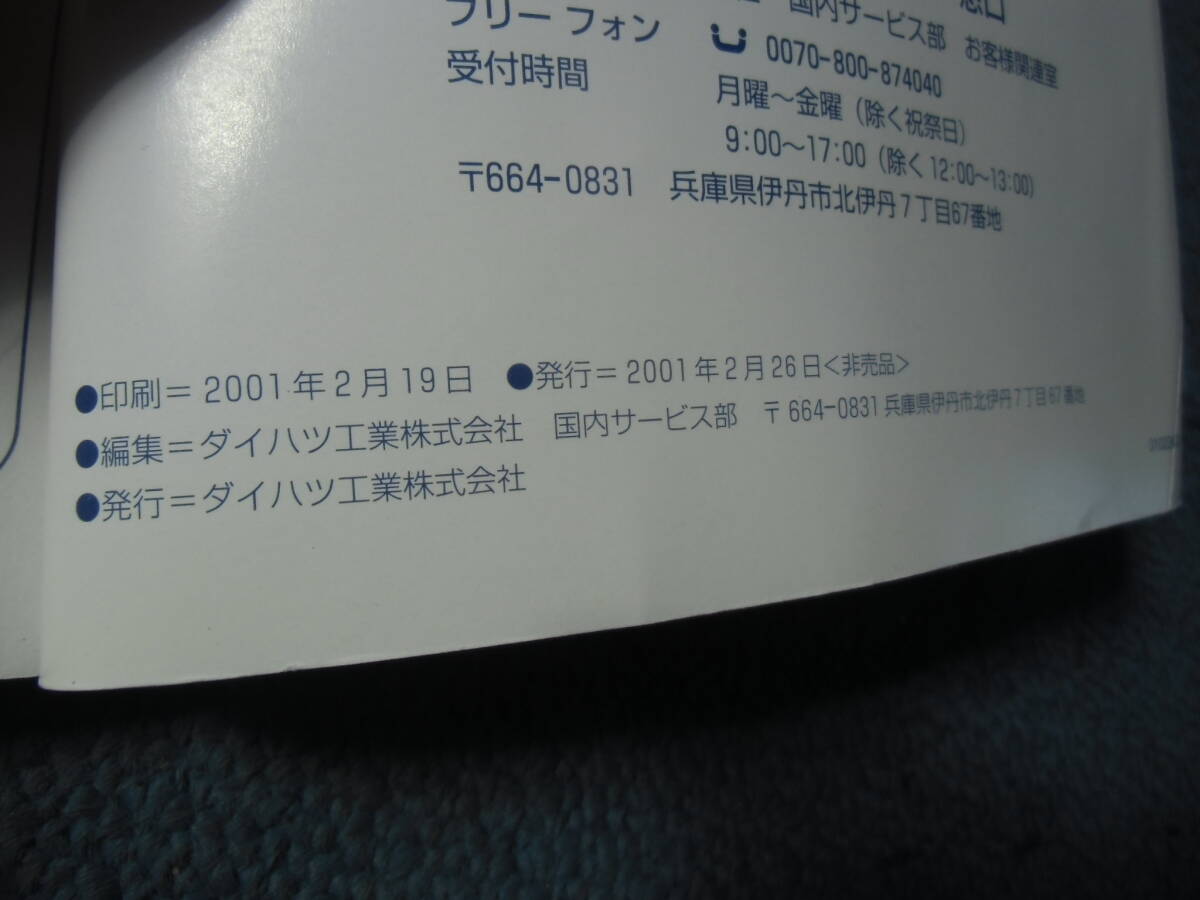 窓口
国内サービス部 お客様関連室
フリーフォン 0070-800-874040
受付時間 月曜～金曜（除く祝祭日）
9:00～17:00（除く12:00～13:00）
〒664-0831 兵庫県伊丹市北伊丹7丁目67番地
●印刷＝2001年2月19日 ●発行＝2001年2月26日<非売品>
●編集＝ダイハツ工業株式会社 国内サービス部 〒664-0831兵庫県伊丹市北伊丹7丁目67番地
●発行＝ダイハツ工業株式会社